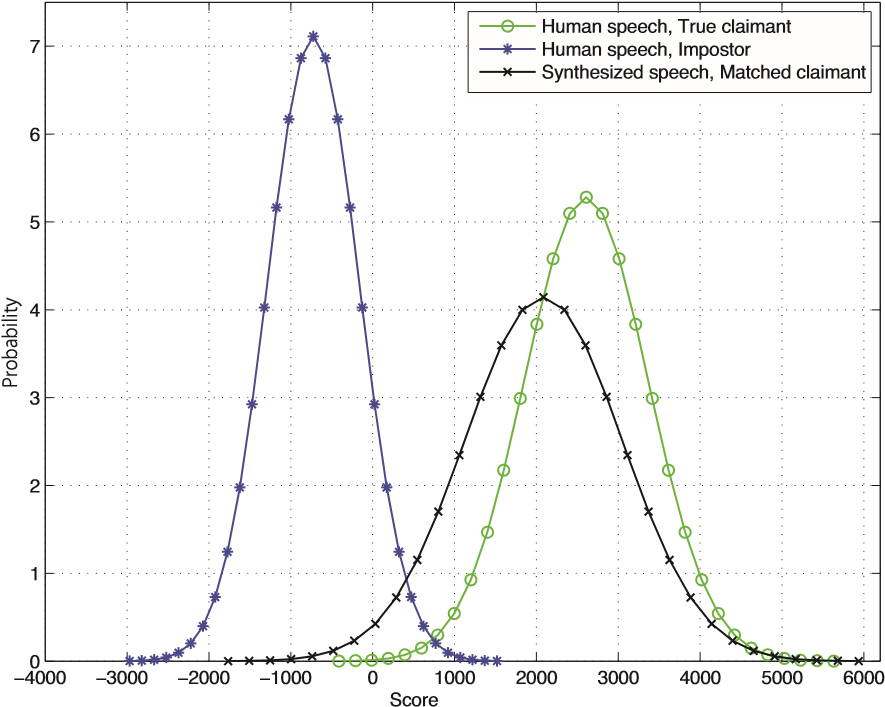 Human speech, True claimant
Human speech, Impostor
Synthesized speech, Matched claimant
7
6
5
4
3
2
1
0
Probability
−4000 −3000 −2000 −1000 0 1000 2000 3000 4000 5000 6000
Score